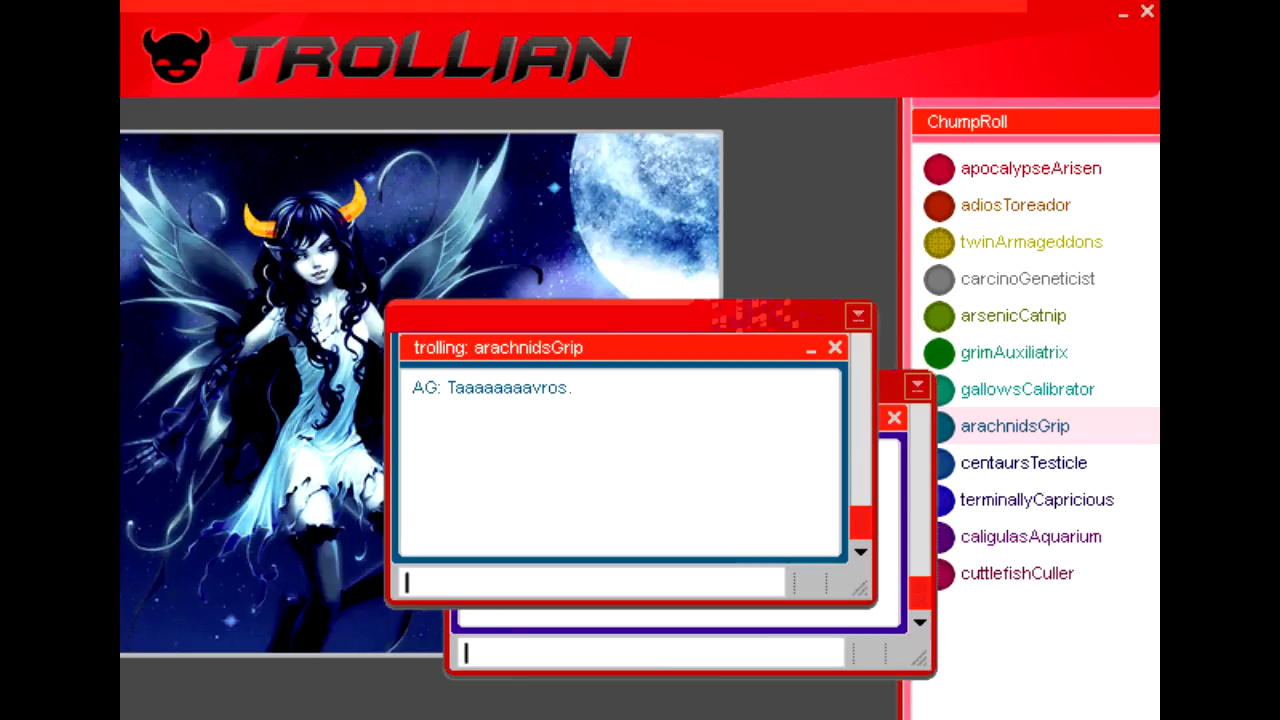 TROLLIAN
ChumpRoll
apocalypseArisen
adiosToreador
twinArmageddons
carcinoGeneticist
arsenicCatnip
grimAuxiliatrix
gallowsCalibrator
arachnidsGrip
centaursTesticle
terminallyCapricious
caligulasAquarium
cuttlefishCuller
trolling: arachnidsGrip
AG: Taaaaaaaavros.